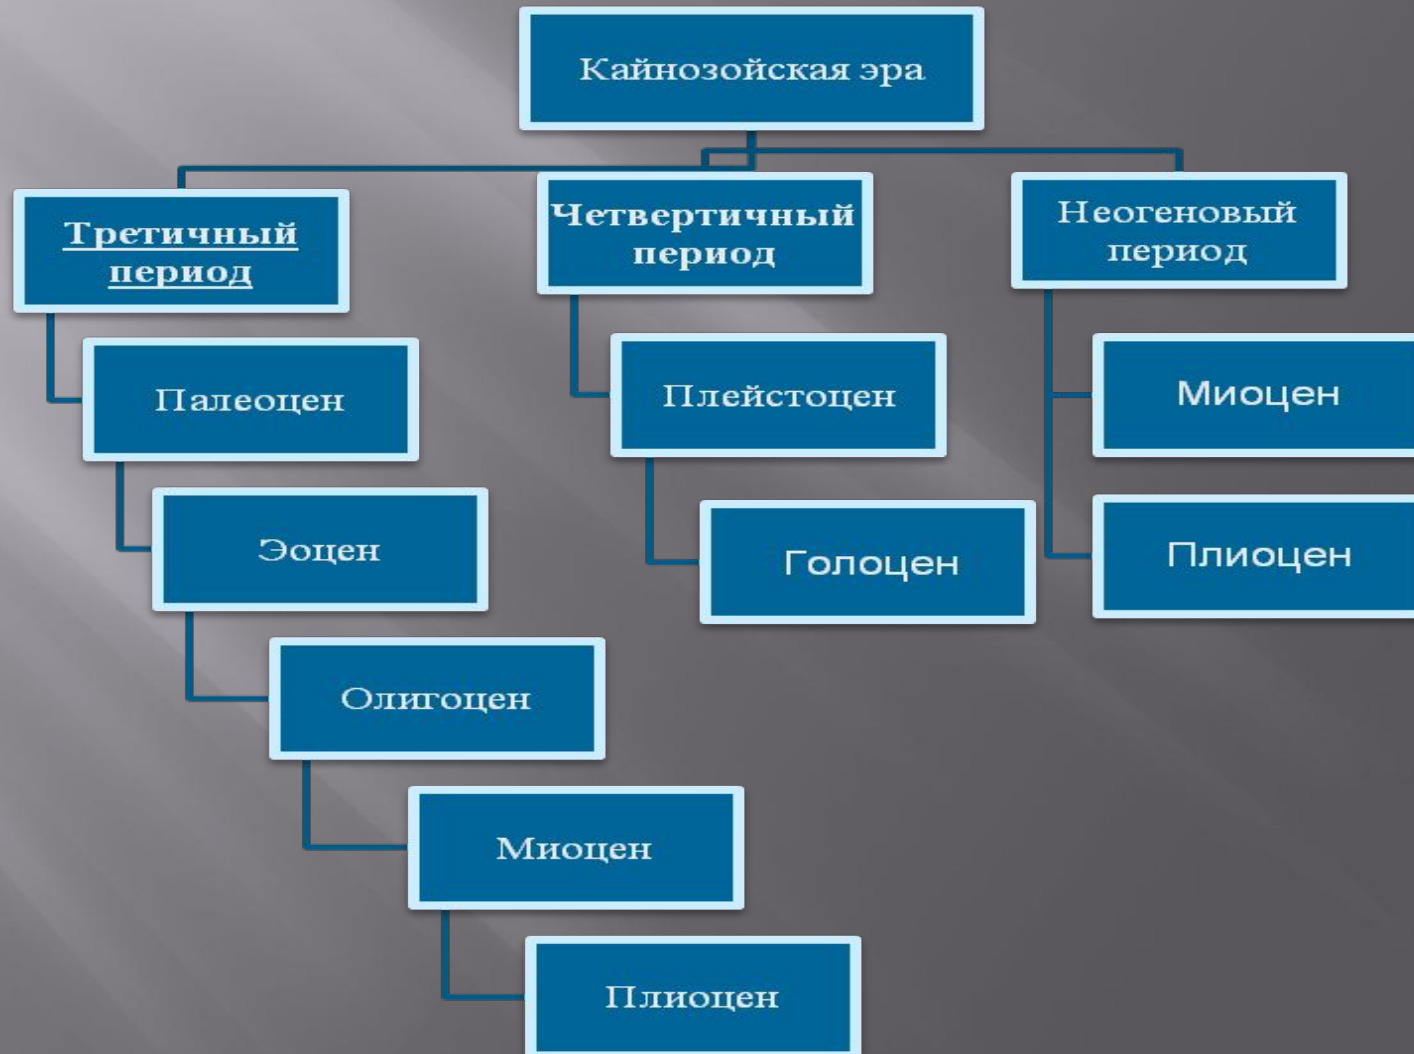 Кайнозойская эра
Третичный
период
Палеоцен
Эоцен
Олигоцен
Миоцен
Плиоцен
Четвертичный
период
Плейстоцен
Голоцен
Неогеновый
период
Миоцен
Плиоцен